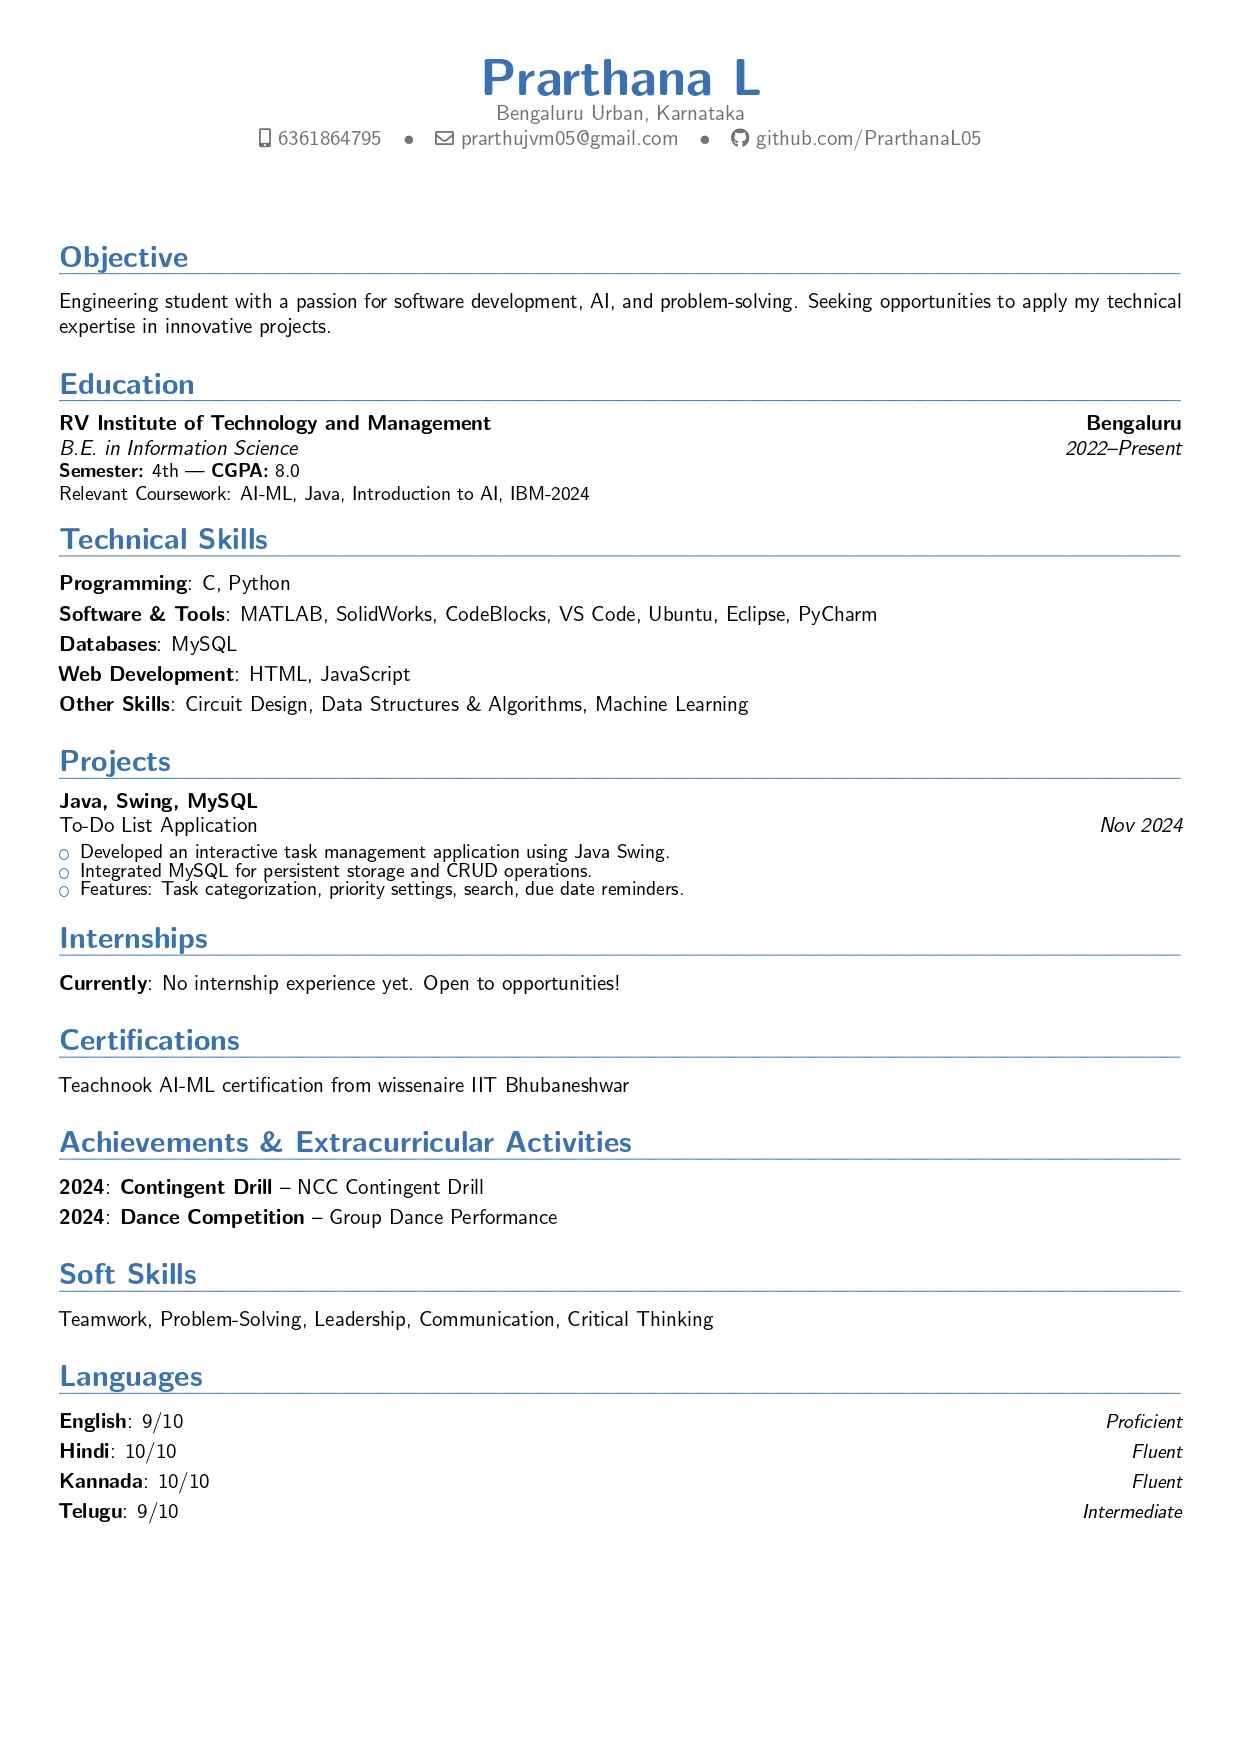 Prarthana L
Bengaluru Urban, Karnataka
6361864795 • prarthujvm05@gmail.com • github.com/PrarthanaL05
Objective
Engineering student with a passion for software development, AI, and problem-solving. Seeking opportunities to apply my technical
expertise in innovative projects.
Education
RV Institute of Technology and Management Bengaluru
B.E. in Information Science 2022–Present
Semester: 4th — CGPA: 8.0
Relevant Coursework: AI-ML, Java, Introduction to AI, IBM-2024
Technical Skills
Programming: C, Python
Software & Tools: MATLAB, SolidWorks, CodeBlocks, VS Code, Ubuntu, Eclipse, PyCharm
Databases: MySQL
Web Development: HTML, JavaScript
Other Skills: Circuit Design, Data Structures & Algorithms, Machine Learning
Projects
Java, Swing, MySQL
To-Do List Application Nov 2024
○ Developed an interactive task management application using Java Swing.
○ Integrated MySQL for persistent storage and CRUD operations.
○ Features: Task categorization, priority settings, search, due date reminders.
Internships
Currently: No internship experience yet. Open to opportunities!
Certifications
Teachnook AI-ML certification from wissenaire IIT Bhubaneshwar
Achievements & Extracurricular Activities
2024: Contingent Drill – NCC Contingent Drill
2024: Dance Competition – Group Dance Performance
Soft Skills
Teamwork, Problem-Solving, Leadership, Communication, Critical Thinking
Languages
English: 9/10 Proficient
Hindi: 10/10 Fluent
Kannada: 10/10 Fluent
Telugu: 9/10 Intermediate